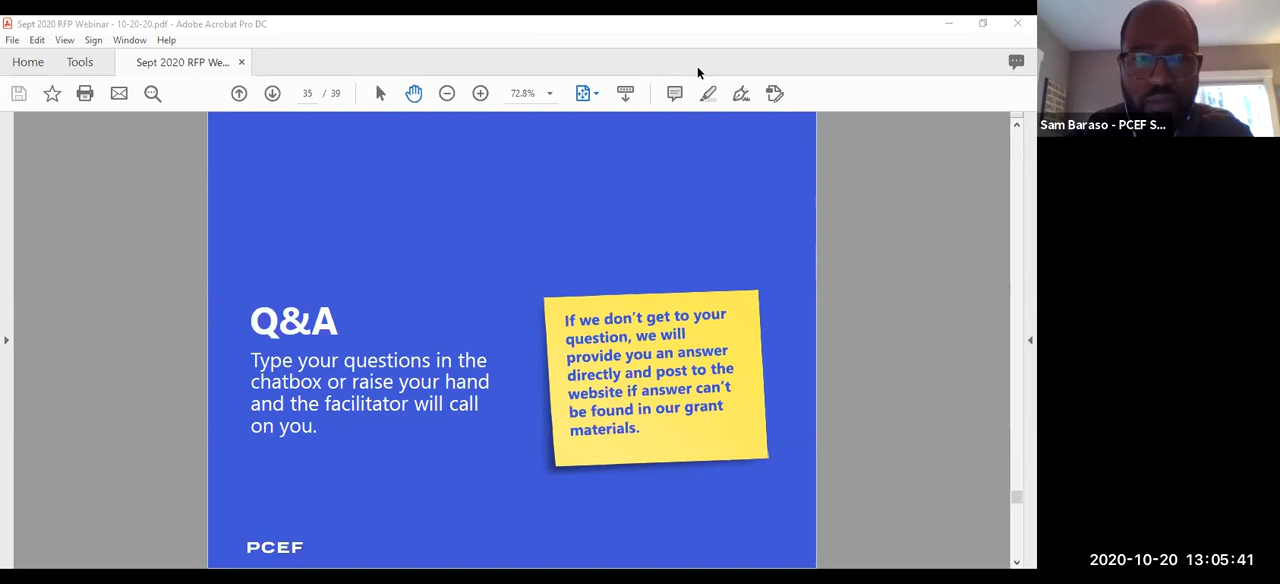 Sept 2020 RFP Webinar - 10-20-20.pdf - Adobe Acrobat Pro DC
File Edit View Sign Window Help
Home Tools Sept 2020 RFP We... ×
35 / 39 72.8%
Sam Baraso - PCEF S...
Q&A
Type your questions in the
chatbox or raise your hand
and the facilitator will call
on you.
If we don't get to your
question, we will
provide you an answer
directly and post to the
website if answer can't
be found in our grant
materials.
PCEF
2020-10-20 13:05:41